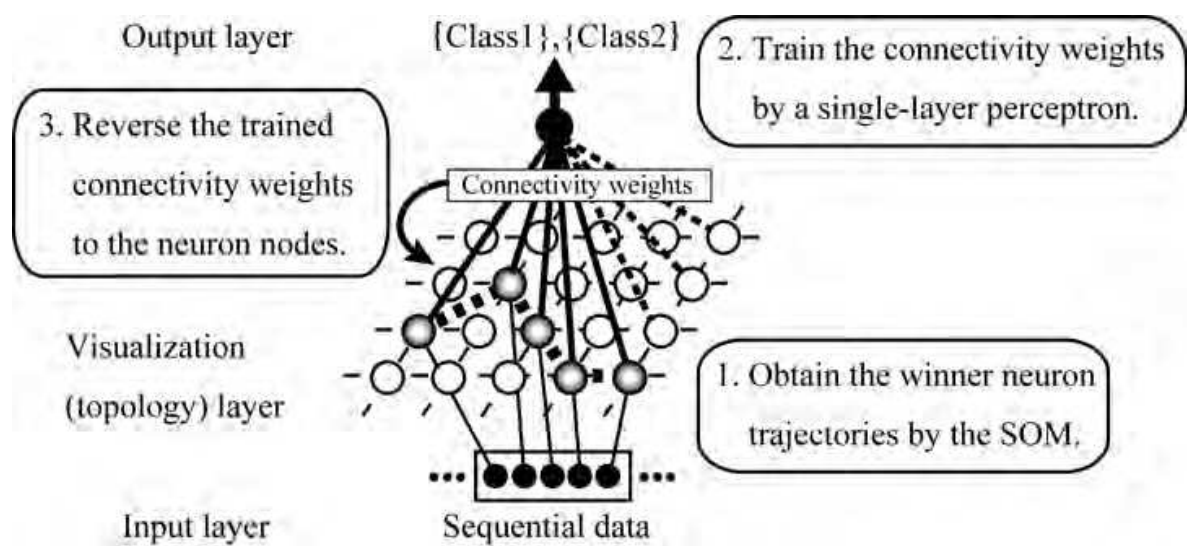 Output layer
{Class1},{Class2}
2. Train the connectivity weights
by a single-layer perceptron.
3. Reverse the trained
connectivity weights
to the neuron nodes.
Connectivity weights
Visualization
(topology) layer
1. Obtain the winner neuron
trajectories by the SOM.
Input layer
Sequential data